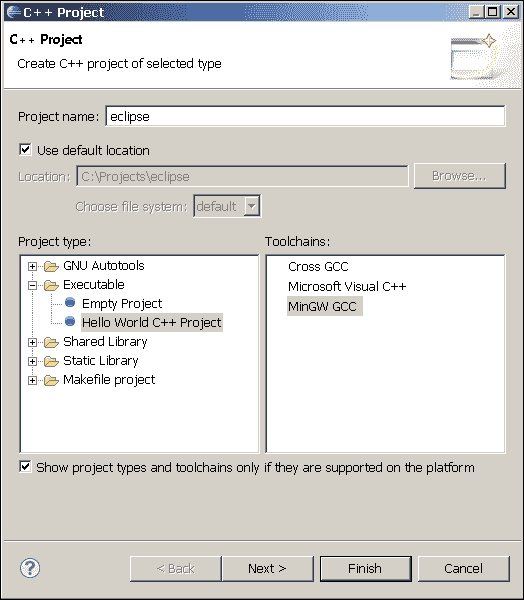 C++ Project
C++ Project
Create C++ project of selected type
Project name: eclipse
Use default location
Location: C:\Projects\eclipse Browse...
Choose file system: default
Project type: Toolchains:
GNU Autotools
Executable
Empty Project
Hello World C++ Project
Shared Library
Static Library
Makefile project
Cross GCC
Microsoft Visual C++
MinGW GCC
Show project types and toolchains only if they are supported on the platform
? < Back Next > Finish Cancel